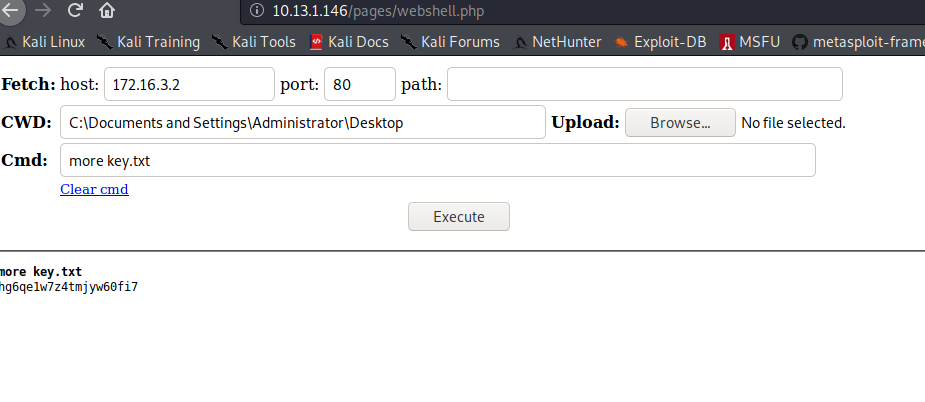 10.13.1.146/pages/webshell.php
Kali Linux Kali Training Kali Tools Kali Docs Kali Forums NetHunter Exploit-DB MSFU metasploit-frame
Fetch: host: 172.16.3.2 port: 80 path:
CWD: C:\Documents and Settings\Administrator\Desktop Upload: Browse... No file selected.
Cmd: more key.txt
Clear cmd
Execute
more key.txt
hg6qe1w7z4tmjyw60fi7